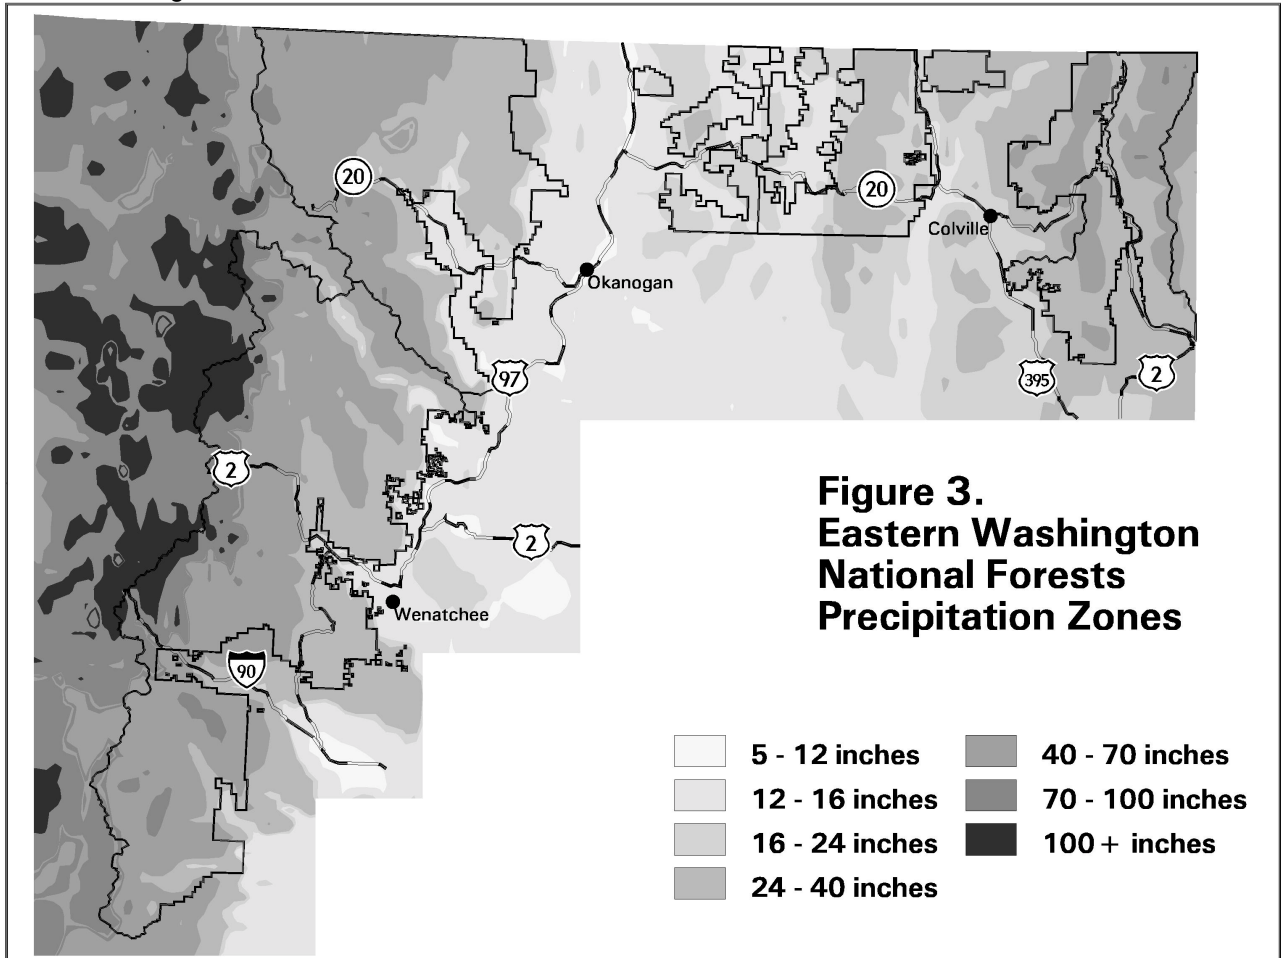 20
20
Colville
Okanogan
97
395
2
2
2
Wenatchee
90
Figure 3.
Eastern Washington
National Forests
Precipitation Zones
5 - 12 inches
12 - 16 inches
16 - 24 inches
24 - 40 inches
40 - 70 inches
70 - 100 inches
100 + inches